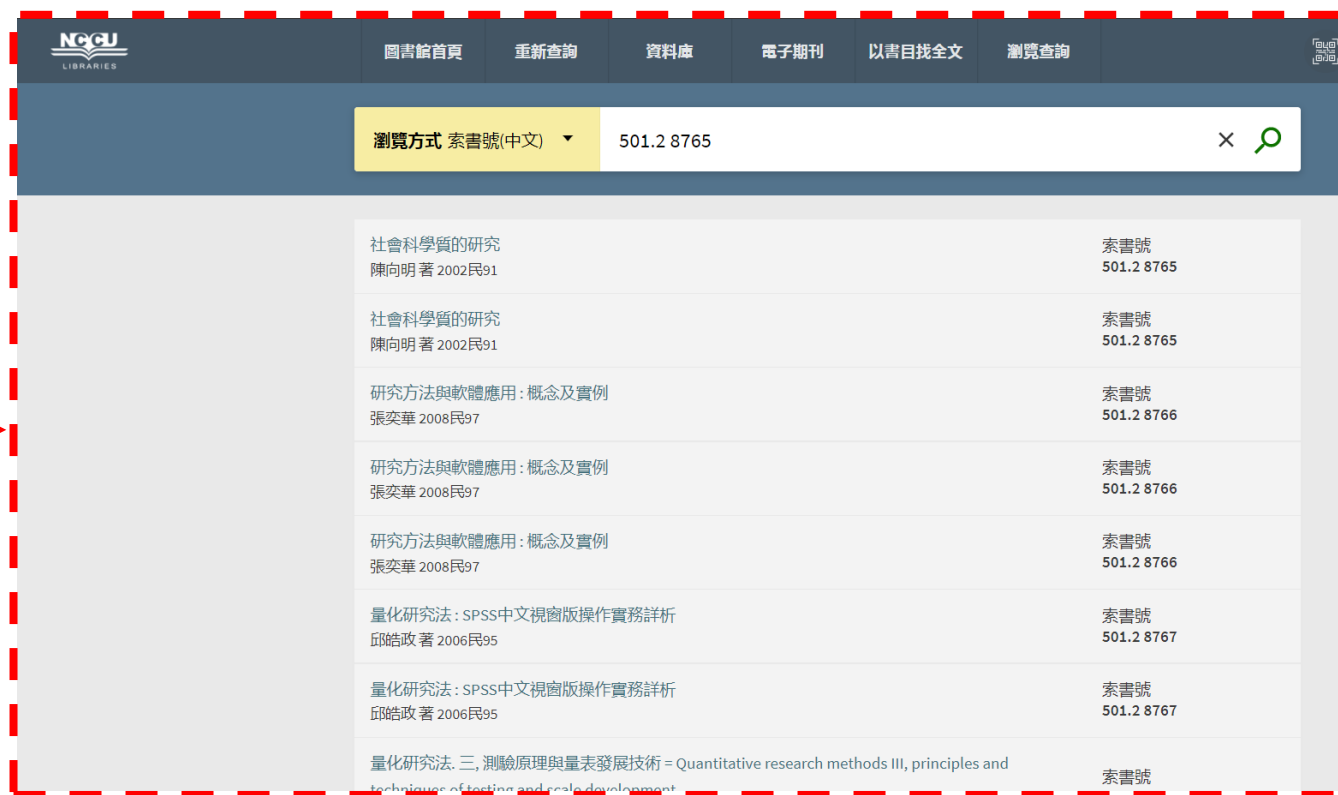 NCCU
LIBRARIES
圖書館首頁 重新查詢 資料庫 電子期刊 以書目找全文 瀏覽查詢
瀏覽方式 索書號(中文) 501.2 8765
社會科學質的研究
陳向明 著 2002民91
索書號
501.2 8765
社會科學質的研究
陳向明 著 2002民91
索書號
501.2 8765
研究方法與軟體應用 : 概念及實例
張奕華 2008民97
索書號
501.2 8766
研究方法與軟體應用 : 概念及實例
張奕華 2008民97
索書號
501.2 8766
研究方法與軟體應用 : 概念及實例
張奕華 2008民97
索書號
501.2 8766
量化研究法 : SPSS中文視窗版操作實務詳析
邱皓政 著 2006民95
索書號
501.2 8767
量化研究法 : SPSS中文視窗版操作實務詳析
邱皓政 著 2006民95
索書號
501.2 8767
量化研究法. 三, 測驗原理與量表發展技術 = Quantitative research methods III, principles and
techniques of testing and scale development
索書號